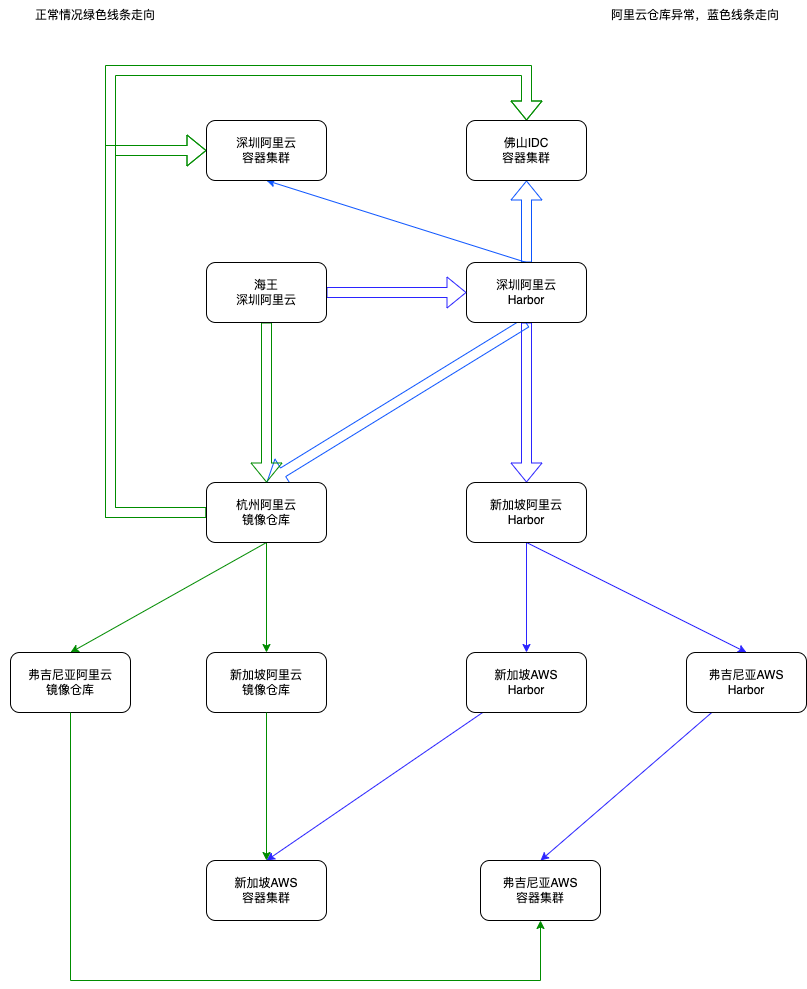 正常情况绿色线条走向
阿里云仓库异常，蓝色线条走向
深圳阿里云
容器集群
佛山IDC
容器集群
海王
深圳阿里云
深圳阿里云
Harbor
杭州阿里云
镜像仓库
新加坡阿里云
Harbor
弗吉尼亚阿里云
镜像仓库
新加坡阿里云
镜像仓库
新加坡AWS
Harbor
弗吉尼亚AWS
Harbor
新加坡AWS
容器集群
弗吉尼亚AWS
容器集群